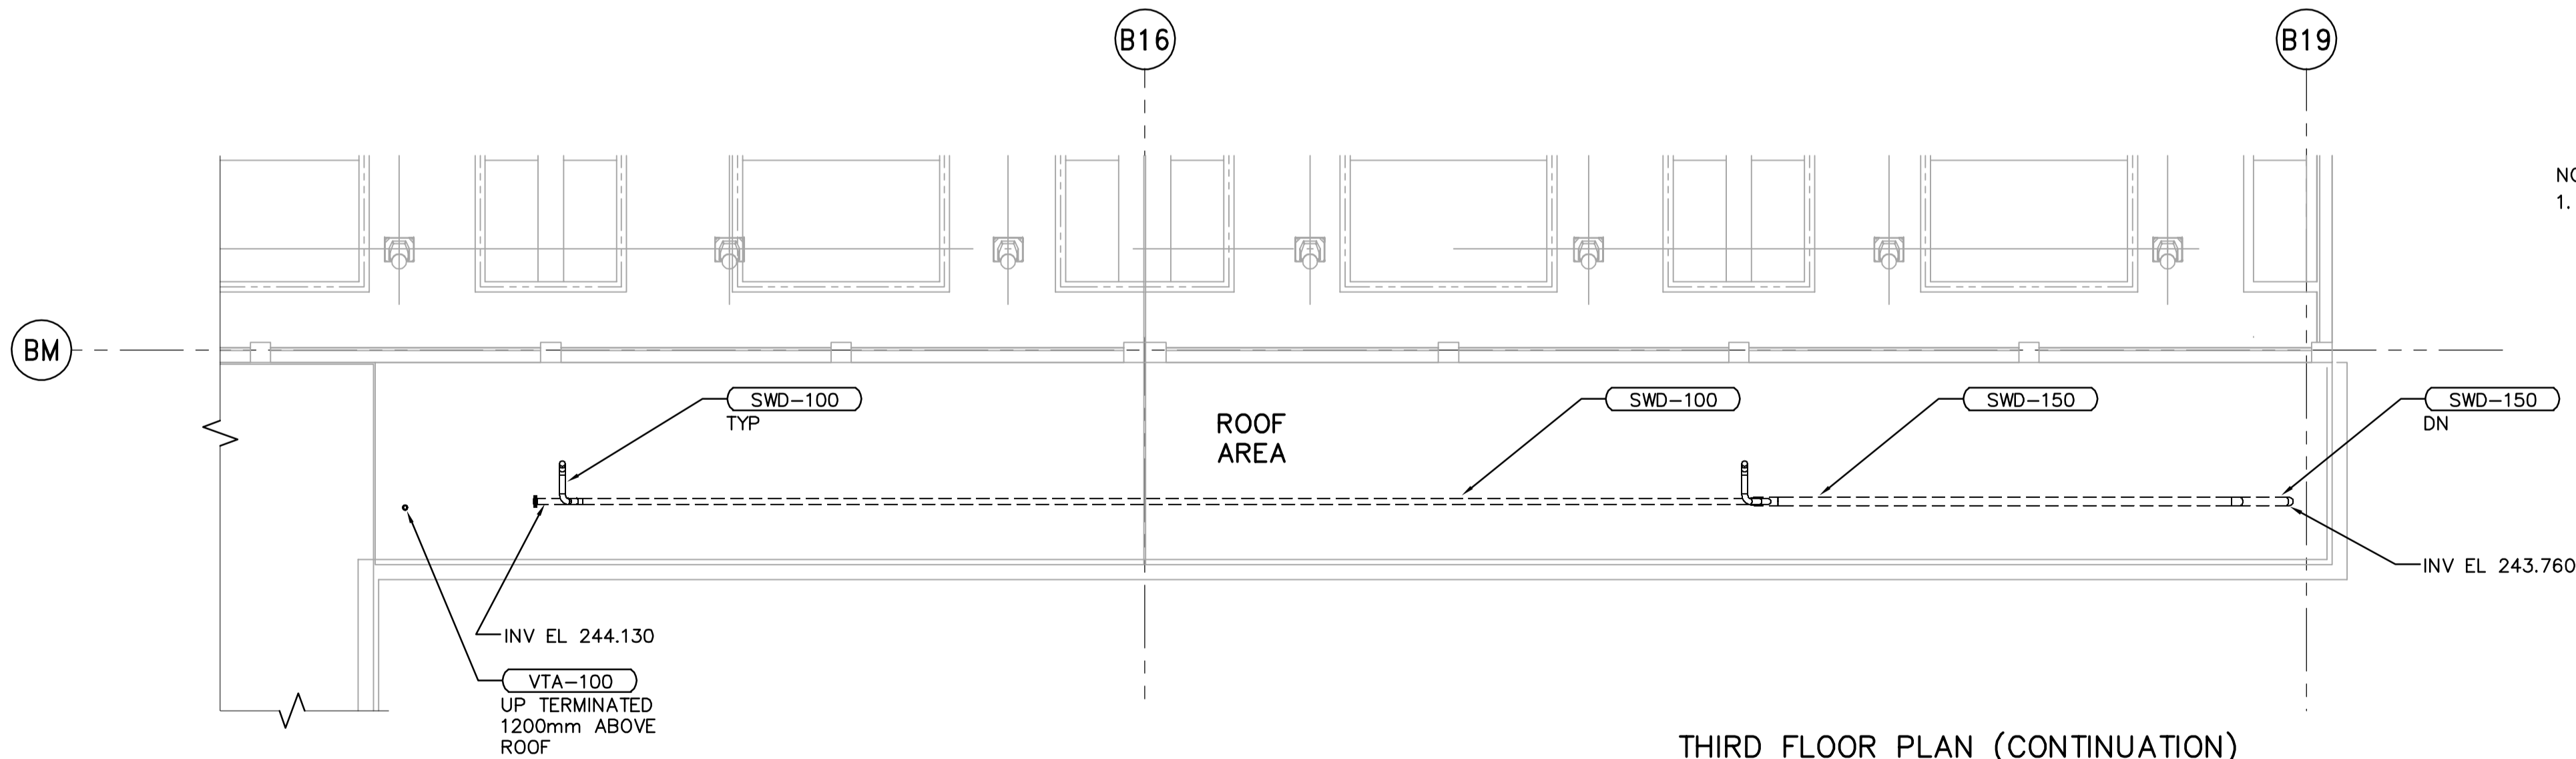 B16
B19
NO
1.
BM
SWD-100
TYP
ROOF
AREA
SWD-100
SWD-150
SWD-150
DN
INV EL 243.760
INV EL 244.130
VTA-100
UP TERMINATED
1200mm ABOVE
ROOF
THIRD FLOOR PLAN (CONTINUATION)